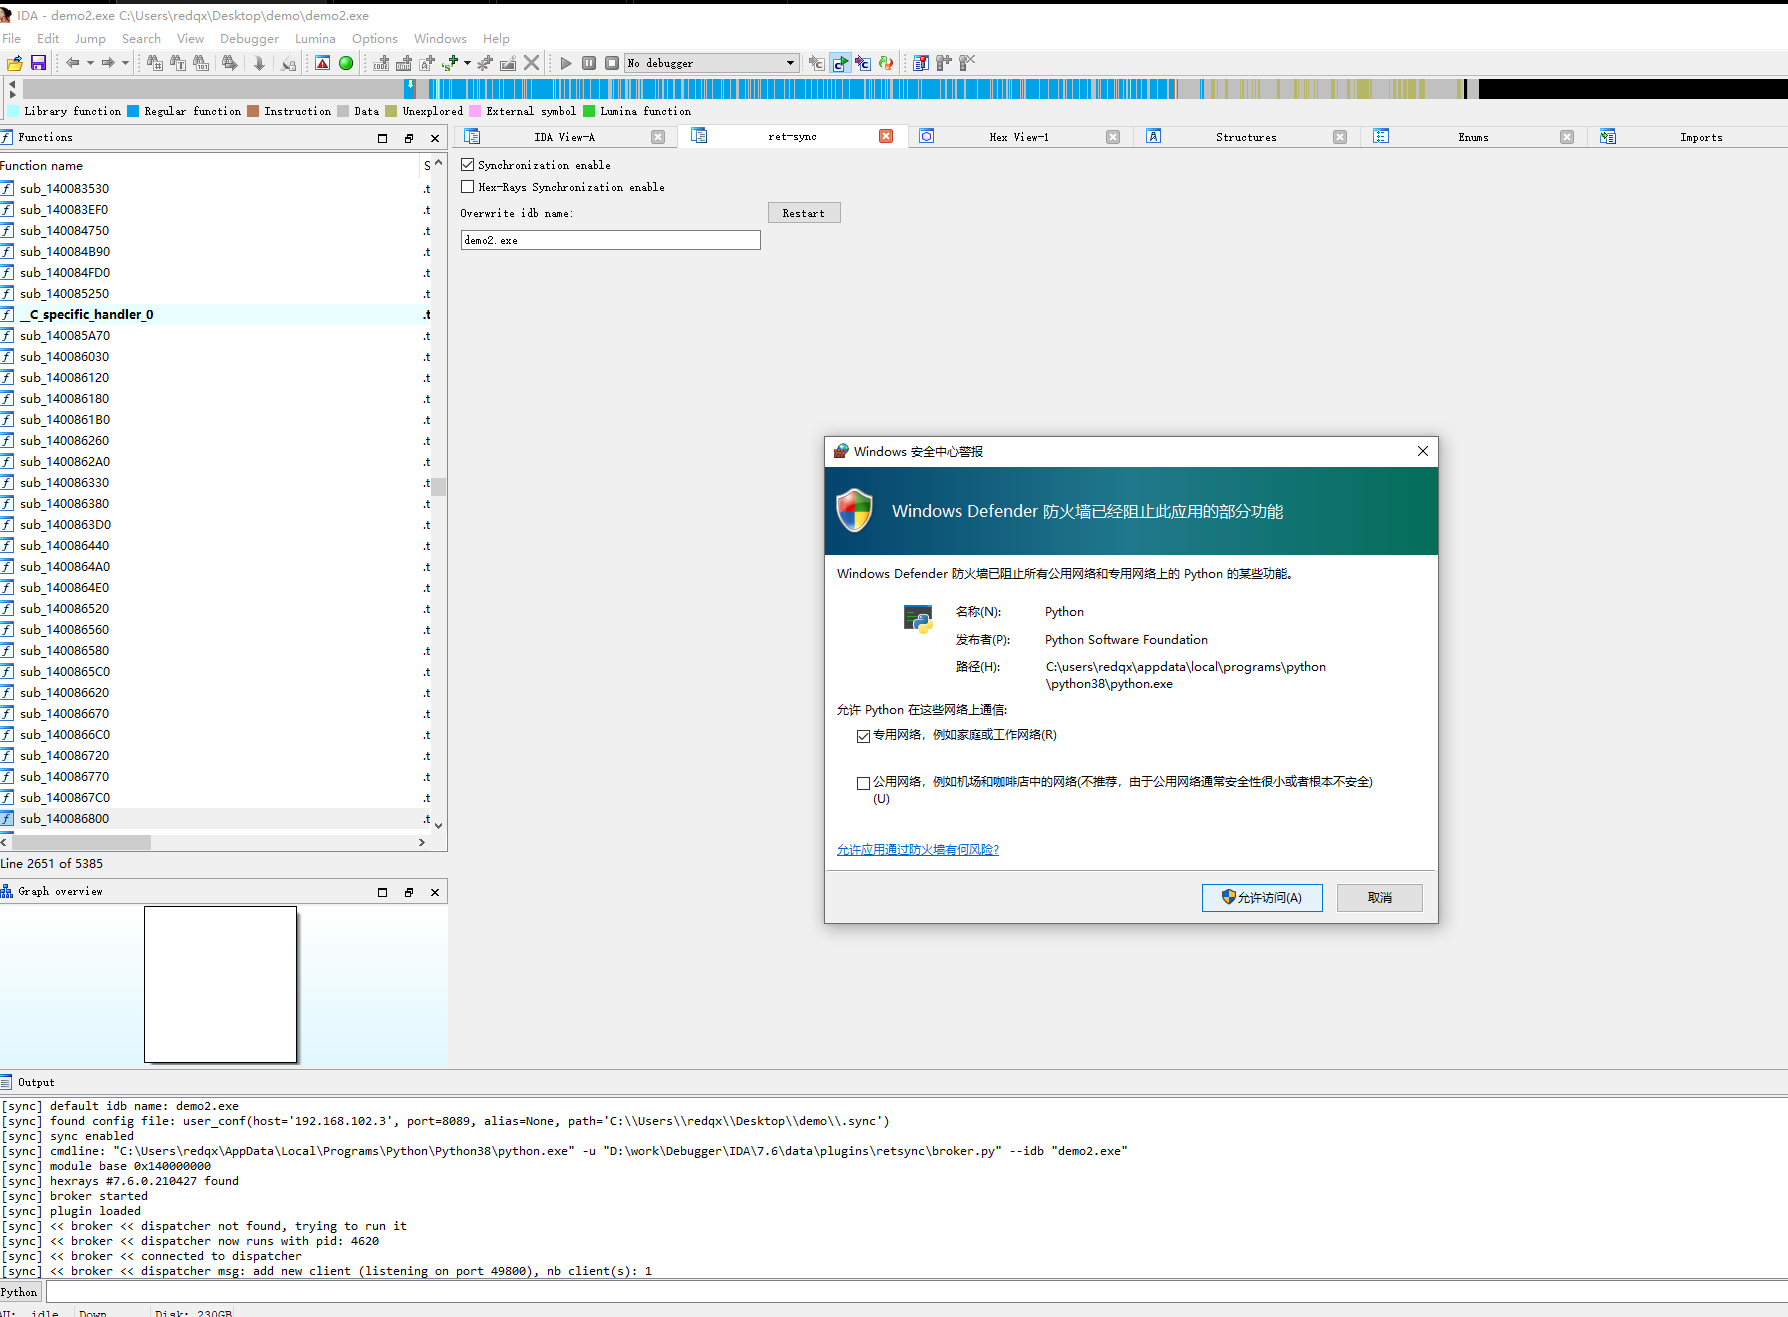 IDA - demo2.exe C:\Users\redqx\Desktop\demo\demo2.exe
File Edit Jump Search View Debugger Lumina Options Windows Help
No debugger
Library function Regular function Instruction Data Unexplored External symbol Lumina function
Functions
IDA View-A ret-sync Hex View-1 Structures Enums Imports
Function name S
sub_140083530 .t
sub_140083EF0 .t
sub_140084750 .t
sub_140084B90 .t
sub_140084FD0 .t
sub_140085250 .t
__C_specific_handler_0 .t
sub_140085A70 .t
sub_140086030 .t
sub_140086120 .t
sub_140086180 .t
sub_1400861B0 .t
sub_140086260 .t
sub_1400862A0 .t
sub_140086330 .t
sub_140086380 .t
sub_1400863D0 .t
sub_140086440 .t
sub_1400864A0 .t
sub_1400864E0 .t
sub_140086520 .t
sub_140086560 .t
sub_140086580 .t
sub_1400865C0 .t
sub_140086620 .t
sub_140086670 .t
sub_1400866C0 .t
sub_140086720 .t
sub_140086770 .t
sub_1400867C0 .t
sub_140086800 .t
Line 2651 of 5385
Graph overview
Synchronization enable
Hex-Rays Synchronization enable
Overwrite idb name:
Restart
demo2.exe
Windows 安全中心警报
Windows Defender 防火墙已经阻止此应用的部分功能
Windows Defender 防火墙已阻止所有公用网络和专用网络上的 Python 的某些功能。
名称(N): Python
发布者(P): Python Software Foundation
路径(H): C:\users\redqx\appdata\local\programs\python
\python38\python.exe
允许 Python 在这些网络上通信:
专用网络，例如家庭或工作网络(R)
公用网络，例如机场和咖啡店中的网络(不推荐，由于公用网络通常安全性很小或者根本不安全)
(U)
允许应用通过防火墙有何风险?
允许访问(A) 取消
Output
[sync] default idb name: demo2.exe
[sync] found config file: user_conf(host='192.168.102.3', port=8089, alias=None, path='C:\\Users\\redqx\\Desktop\\demo\\.sync')
[sync] sync enabled
[sync] cmdline: "C:\Users\redqx\AppData\Local\Programs\Python\Python38\python.exe" -u "D:\work\Debugger\IDA\7.6\data\plugins\retsync\broker.py" --idb "demo2.exe"
[sync] module base 0x140000000
[sync] hexrays #7.6.0.210427 found
[sync] broker started
[sync] plugin loaded
[sync] << broker << dispatcher not found, trying to run it
[sync] << broker << dispatcher now runs with pid: 4620
[sync] << broker << connected to dispatcher
[sync] << broker << dispatcher msg: add new client (listening on port 49800), nb client(s): 1
Python
AU: idle Down Disk: 230GB